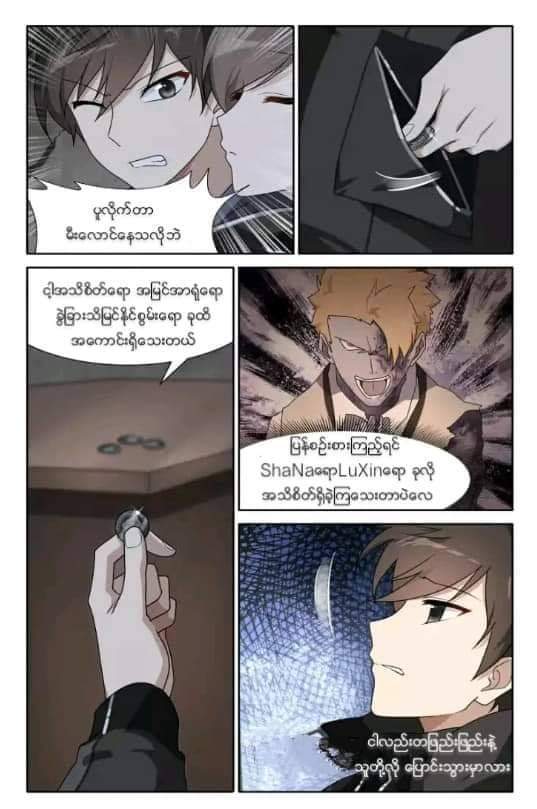 ပူလိုက်တာ
မီးလောင်နေသလိုဘဲ
ငါ့အသိစိတ်ရော အမြင်အာရုံရော
ခွဲခြားသိမြင်နိုင်စွမ်းရော ခုထိ
အကောင်းရှိသေးတယ်
ပြန်စဉ်းစားကြည့်ရင်
ShaNaရောLuXinရော ခုလို
အသိစိတ်ရှိခဲ့ကြသေးတာပဲလေ
ငါလည်းတဖြည်းဖြည်းနဲ့
သူတို့လို ပြောင်းသွားမှာလား